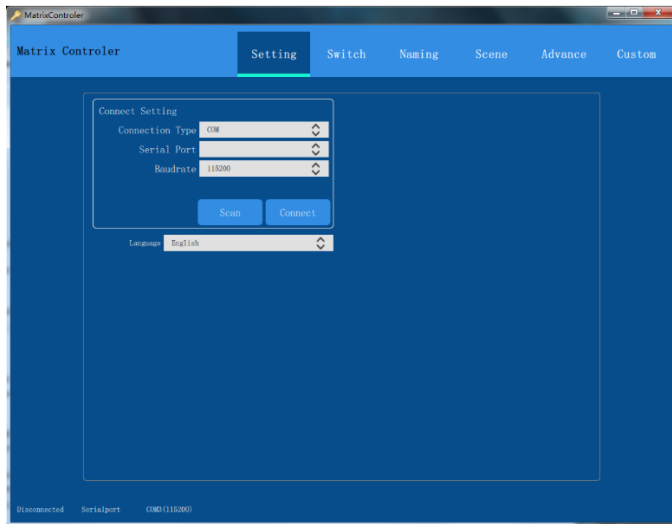 MatrixControler
Matrix Controler
Setting Switch Naming Scene Advance Custom
Connect Setting
Connection Type COM
Serial Port
Baudrate 115200
Scan Connect
Language English
Disconnected Serialport COM3(115200)